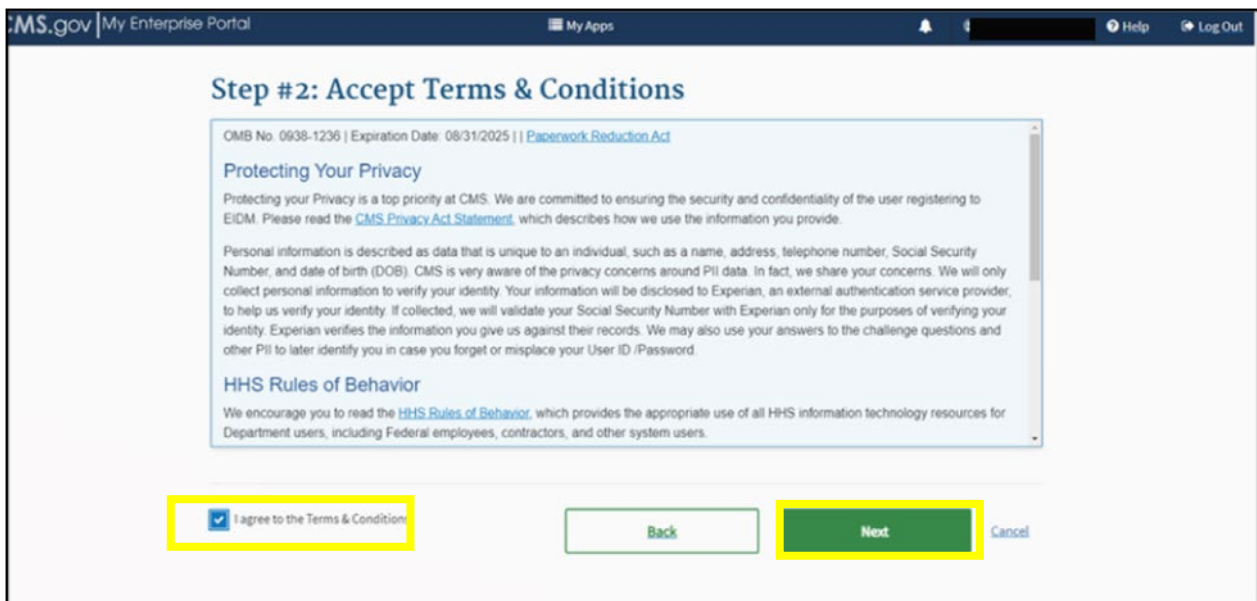 CMS.gov | My Enterprise Portal
My Apps
Help
Log Out
Step #2: Accept Terms & Conditions
OMB No. 0938-1236 | Expiration Date: 08/31/2025 | | Paperwork Reduction Act
Protecting Your Privacy
Protecting your Privacy is a top priority at CMS. We are committed to ensuring the security and confidentiality of the user registering to
EIDM. Please read the CMS Privacy Act Statement, which describes how we use the information you provide.
Personal information is described as data that is unique to an individual, such as a name, address, telephone number, Social Security
Number, and date of birth (DOB). CMS is very aware of the privacy concerns around PII data. In fact, we share your concerns. We will only
collect personal information to verify your identity. Your information will be disclosed to Experian, an external authentication service provider,
to help us verify your identity. If collected, we will validate your Social Security Number with Experian only for the purposes of verifying your
identity. Experian verifies the information you give us against their records. We may also use your answers to the challenge questions and
other PII to later identify you in case you forget or misplace your User ID /Password.
HHS Rules of Behavior
We encourage you to read the HHS Rules of Behavior, which provides the appropriate use of all HHS information technology resources for
Department users, including Federal employees, contractors, and other system users.
I agree to the Terms & Conditions
Back
Next
Cancel